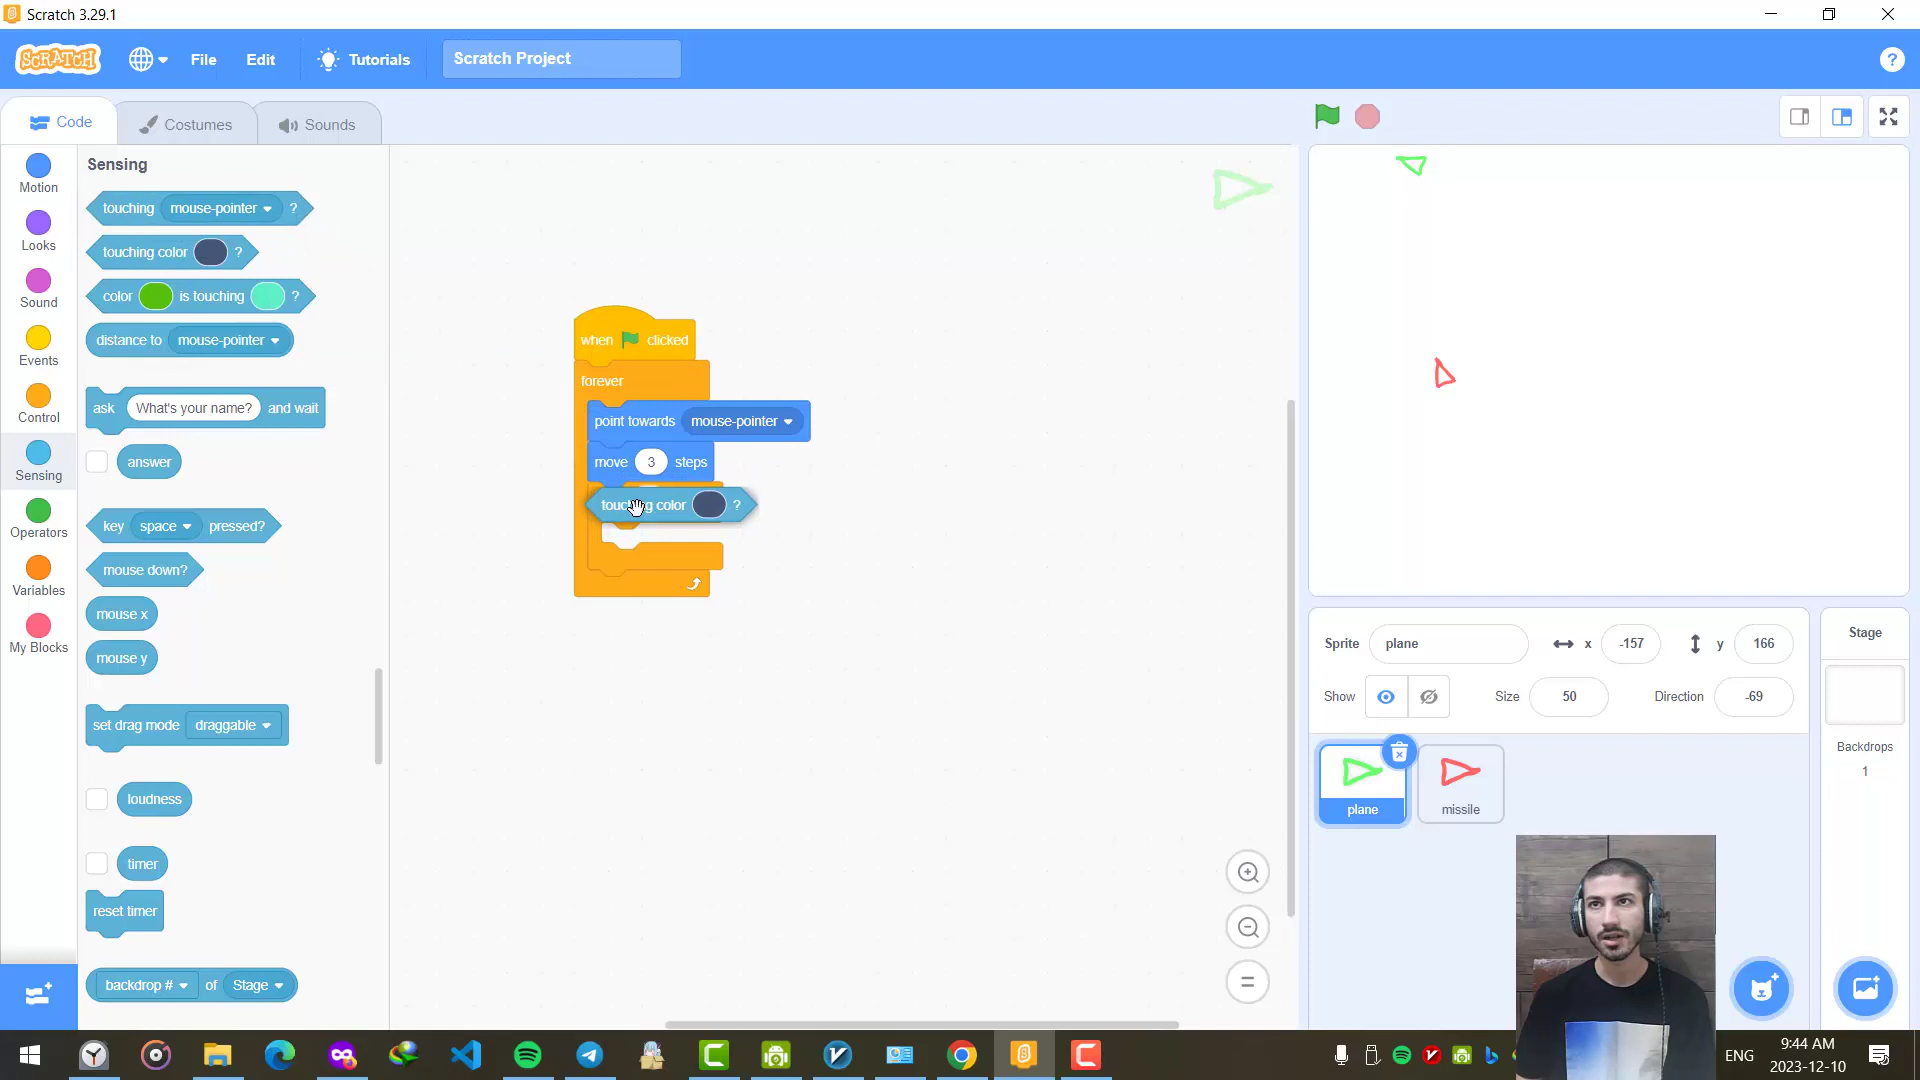 Scratch 3.29.1
SCRATCH
File
Edit
Tutorials
Scratch Project
?
Code
Costumes
Sounds
Motion
Looks
Sound
Events
Control
Sensing
Operators
Variables
My Blocks
Sensing
touching mouse-pointer ?
touching color ?
color is touching ?
distance to mouse-pointer
ask What's your name? and wait
answer
key space pressed?
mouse down?
mouse x
mouse y
set drag mode draggable
loudness
timer
reset timer
backdrop # of Stage
when clicked
forever
point towards mouse-pointer
move 3 steps
touching color ?
Sprite plane x -157 y 166
Show Size 50 Direction -69
plane
missile
Stage
Backdrops
1
ENG
9:44 AM
2023-12-10